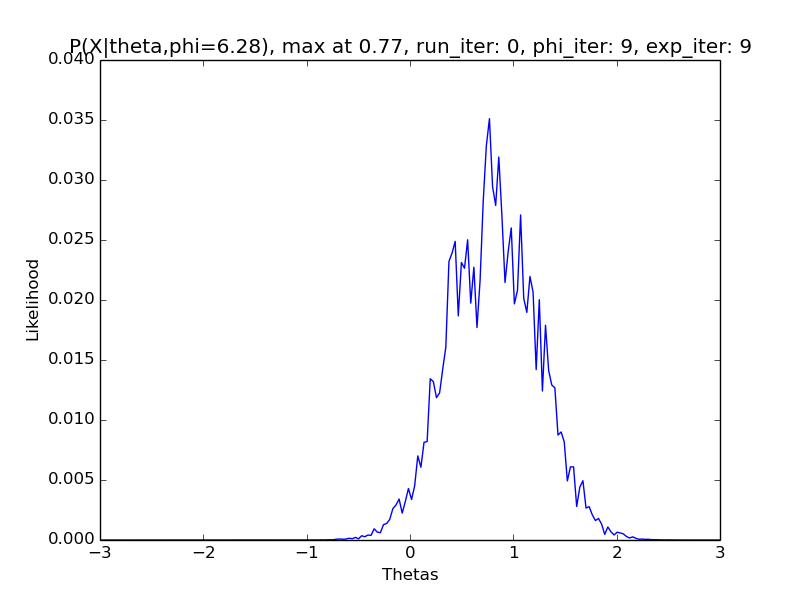 P(X|theta,phi=6.28), max at 0.77, run_iter: 0, phi_iter: 9, exp_iter: 9
0.040
0.035
0.030
0.025
0.020
0.015
0.010
0.005
0.000
Likelihood
−3 −2 −1 0 1 2 3
Thetas